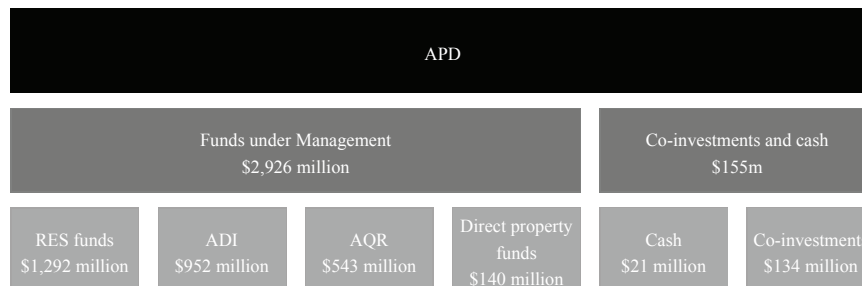 APD
Funds under Management
$2,926 million
Co-investments and cash
$155m
RES funds
$1,292 million
ADI
$952 million
AQR
$543 million
Direct property
funds
$140 million
Cash
$21 million
Co-investment
$134 million